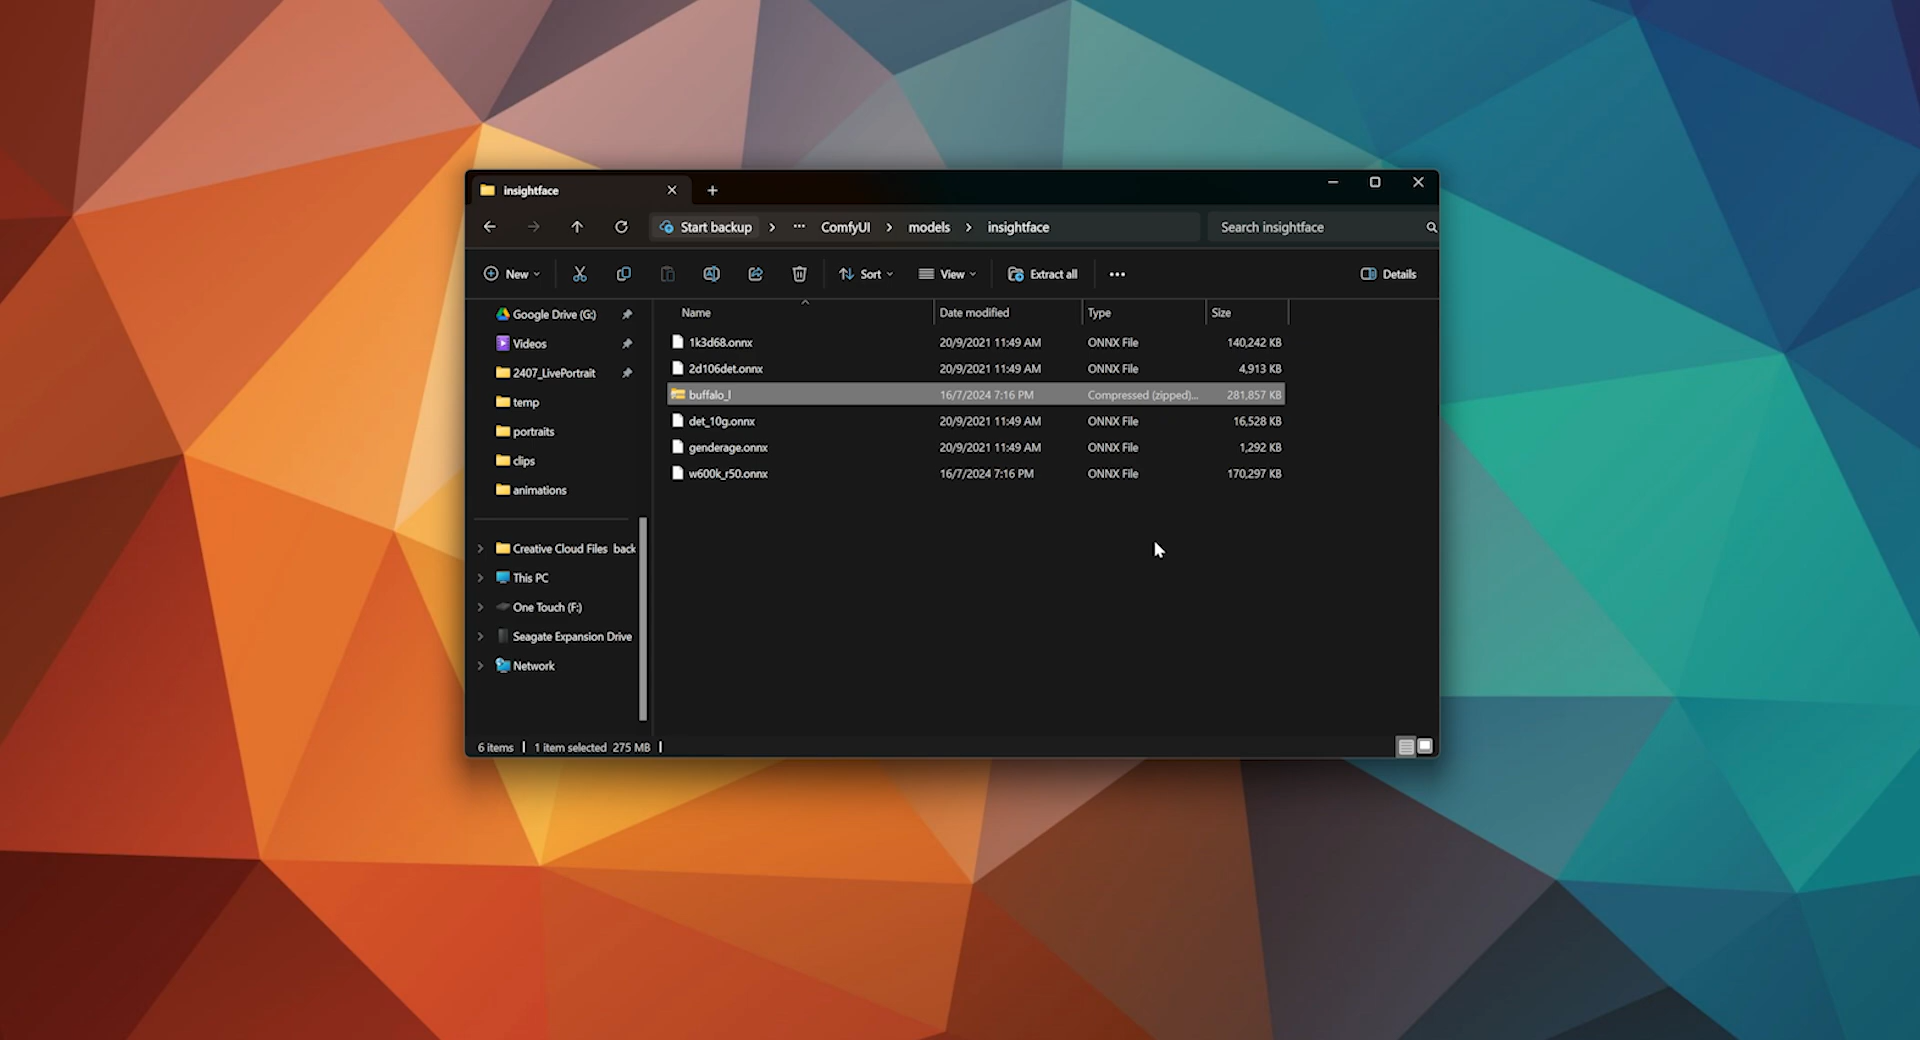 insightface
Start backup > ··· ComfyUI > models > insightface
Search insightface
New
Sort
View
Extract all
···
Details
Name Date modified Type Size
Google Drive (G:)
Videos
2407_LivePortrait
temp
portraits
clips
animations
Creative Cloud Files back
This PC
One Touch (F:)
Seagate Expansion Drive
Network
1k3d68.onnx 20/9/2021 11:49 AM ONNX File 140,242 KB
2d106det.onnx 20/9/2021 11:49 AM ONNX File 4,913 KB
buffalo_l 16/7/2024 7:16 PM Compressed (zipped)... 281,857 KB
det_10g.onnx 20/9/2021 11:49 AM ONNX File 16,528 KB
genderage.onnx 20/9/2021 11:49 AM ONNX File 1,292 KB
w600k_r50.onnx 16/7/2024 7:16 PM ONNX File 170,297 KB
6 items | 1 item selected 275 MB |